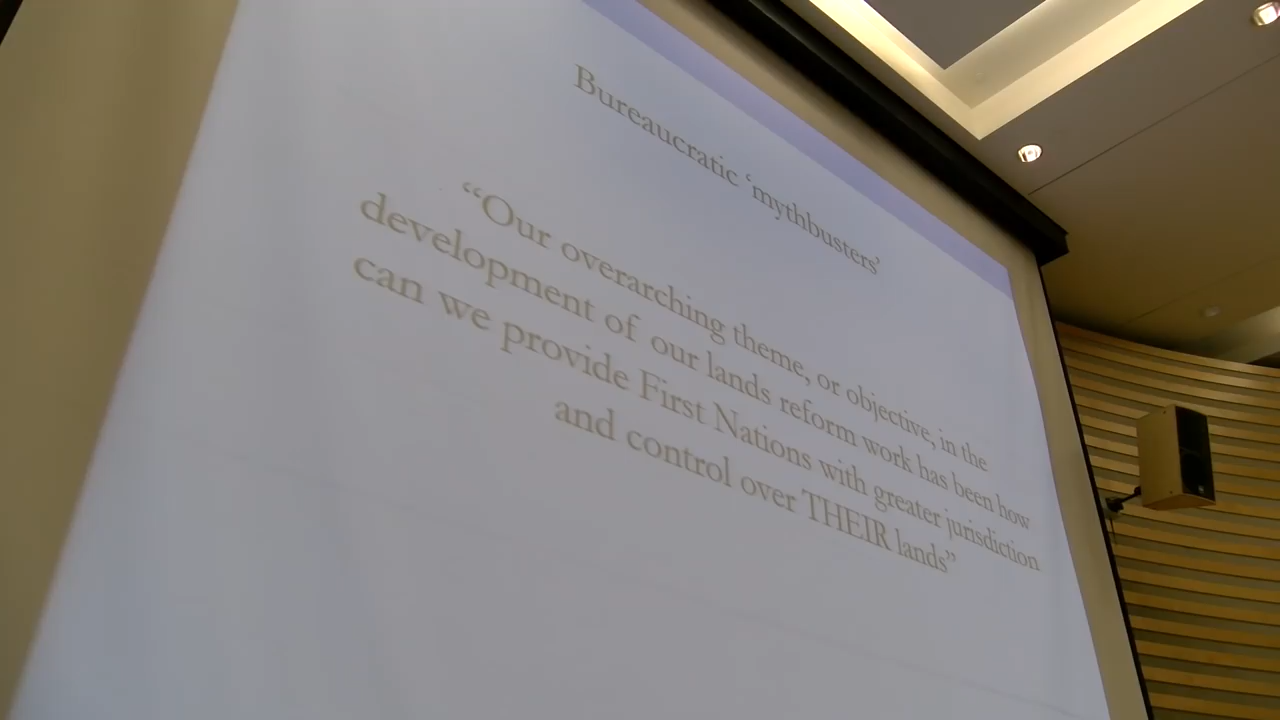 Bureaucratic ‘mythbusters’
“Our overarching theme, or objective, in the
development of our lands reform work has been how
can we provide First Nations with greater jurisdiction
and control over THEIR lands”